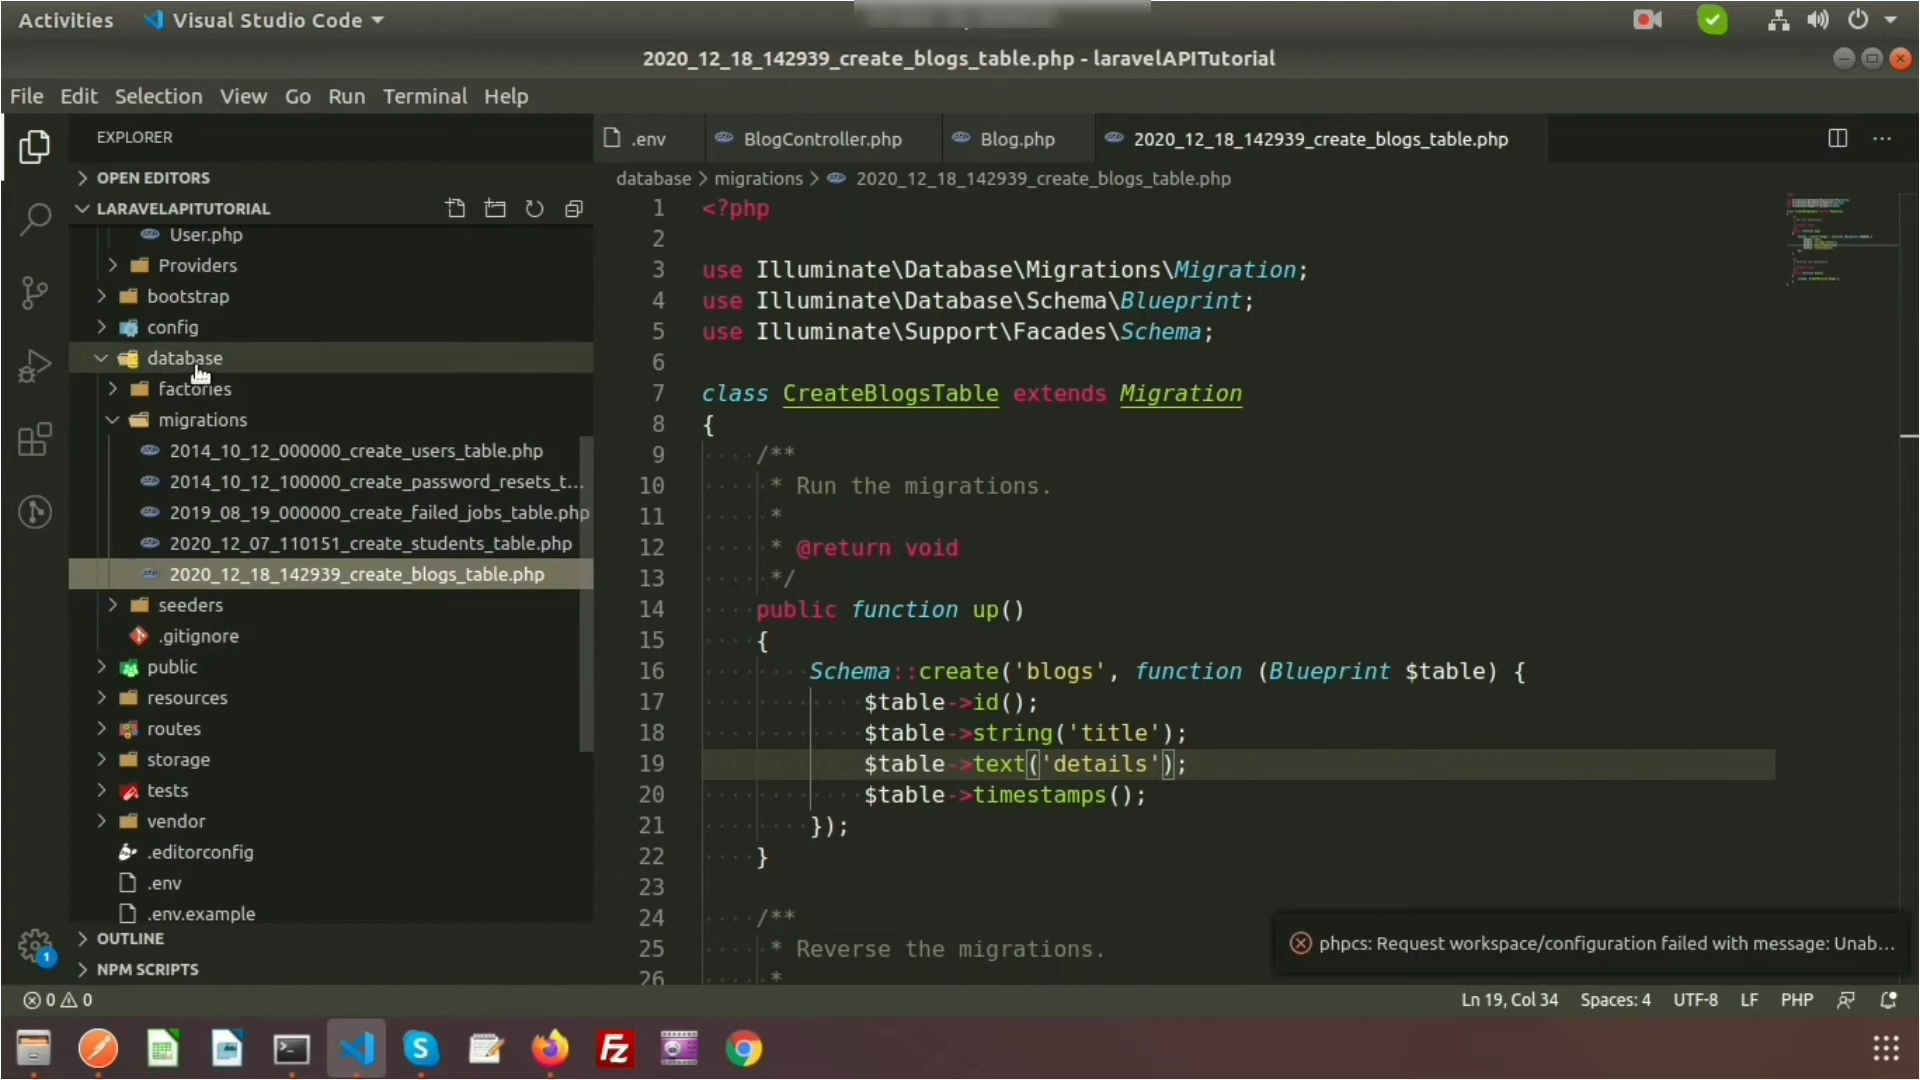 Activities Visual Studio Code
2020_12_18_142939_create_blogs_table.php - laravelAPITutorial
File Edit Selection View Go Run Terminal Help
EXPLORER
OPEN EDITORS
LARAVELAPITUTORIAL
User.php
Providers
bootstrap
config
database
factories
migrations
2014_10_12_000000_create_users_table.php
2014_10_12_100000_create_password_resets_t...
2019_08_19_000000_create_failed_jobs_table.php
2020_12_07_110151_create_students_table.php
2020_12_18_142939_create_blogs_table.php
seeders
.gitignore
public
resources
routes
storage
tests
vendor
.editorconfig
.env
.env.example
OUTLINE
NPM SCRIPTS
1
.env BlogController.php Blog.php 2020_12_18_142939_create_blogs_table.php
database > migrations > 2020_12_18_142939_create_blogs_table.php
1 <?php
2
3 use Illuminate\Database\Migrations\Migration;
4 use Illuminate\Database\Schema\Blueprint;
5 use Illuminate\Support\Facades\Schema;
6
7 class CreateBlogsTable extends Migration
8 {
9 /**
10 * Run the migrations.
11 *
12 * @return void
13 */
14 public function up()
15 {
16 Schema::create('blogs', function (Blueprint $table) {
17 $table->id();
18 $table->string('title');
19 $table->text('details');
20 $table->timestamps();
21 });
22 }
23
24 /**
25 * Reverse the migrations.
26 *
phpcs: Request workspace/configuration failed with message: Unab...
0 0 Ln 19, Col 34 Spaces: 4 UTF-8 LF PHP
S
Fz